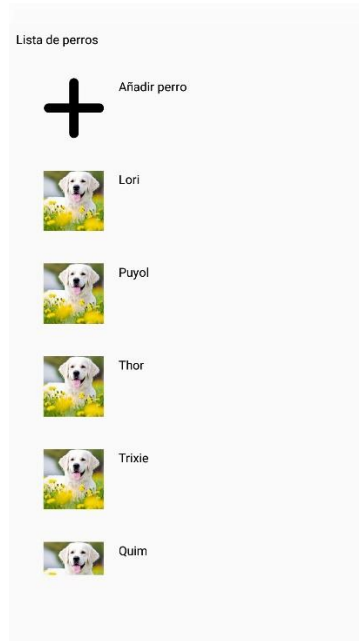 Lista de perros
Añadir perro
Lori
Puyol
Thor
Trixie
Quim